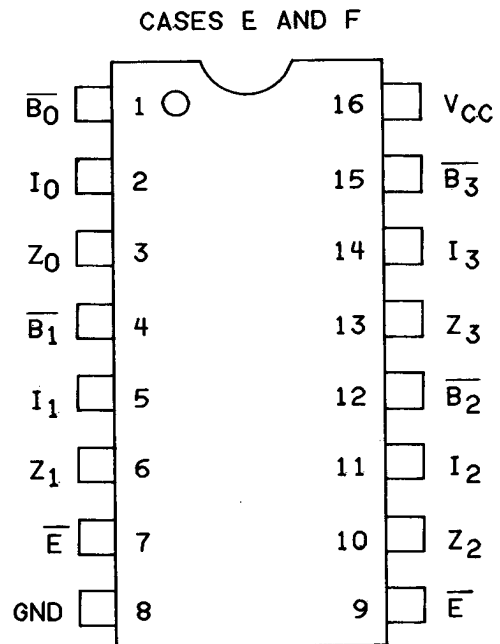 CASES E AND F
B̅0̅ 1 16 VCC
I0 2 15 B̅3̅
Z0 3 14 I3
B̅1̅ 4 13 Z3
I1 5 12 B̅2̅
Z1 6 11 I2
E̅ 7 10 Z2
GND 8 9 E̅